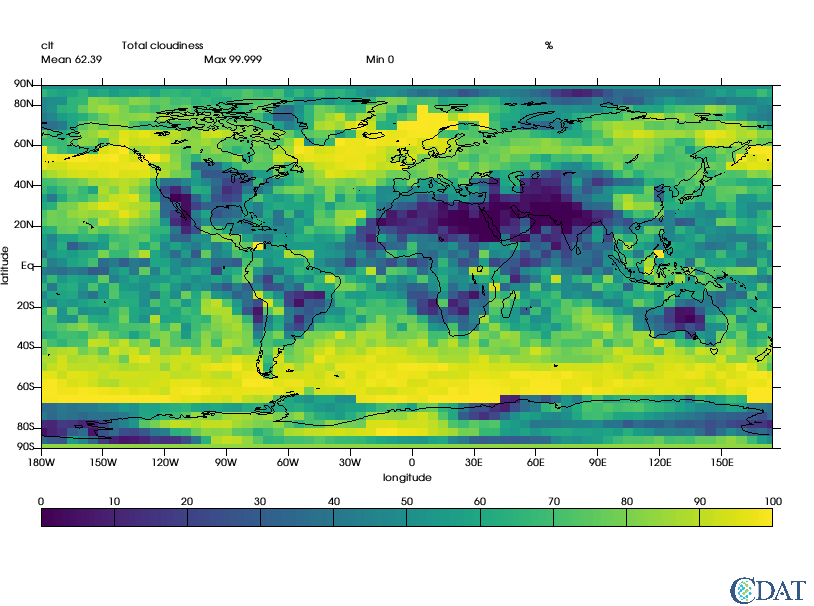 clt Total cloudiness %
Mean 62.39 Max 99.999 Min 0
90N
80N
60N
40N
20N
Eq
20S
40S
60S
80S
90S
latitude
180W 150W 120W 90W 60W 30W 0 30E 60E 90E 120E 150E
longitude
0 10 20 30 40 50 60 70 80 90 100
CDAT